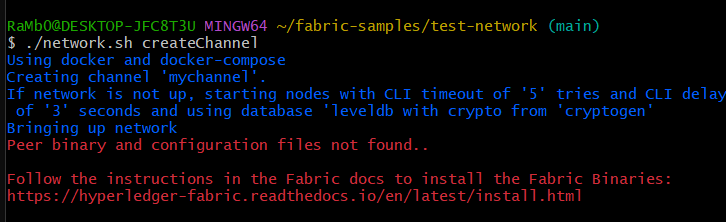 RaMbO@DESKTOP-JFC8T3U MINGW64 ~/fabric-samples/test-network (main)
$ ./network.sh createChannel
Using docker and docker-compose
Creating channel 'mychannel'.
If network is not up, starting nodes with CLI timeout of '5' tries and CLI delay
of '3' seconds and using database 'leveldb with crypto from 'cryptogen'
Bringing up network
Peer binary and configuration files not found..
Follow the instructions in the Fabric docs to install the Fabric Binaries:
https://hyperledger-fabric.readthedocs.io/en/latest/install.html